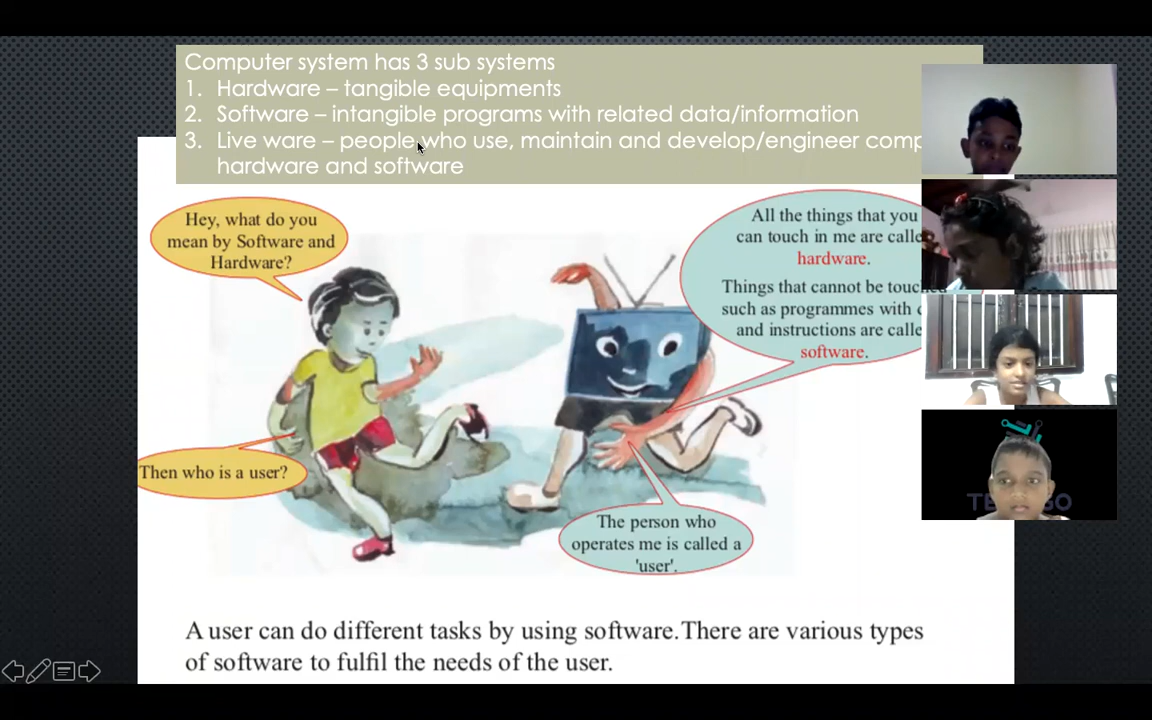 Computer system has 3 sub systems
1. Hardware – tangible equipments
2. Software – intangible programs with related data/information
3. Live ware – people who use, maintain and develop/engineer
hardware and software
Hey, what do you
mean by Software and
Hardware?
All the things that you
can touch in me are
hardware.
Things that cannot be
such as programmes with
and instructions are
software.
Then who is a user?
The person who
operates me is called a
'user'.
A user can do different tasks by using software.There are various types
of software to fulfil the needs of the user.